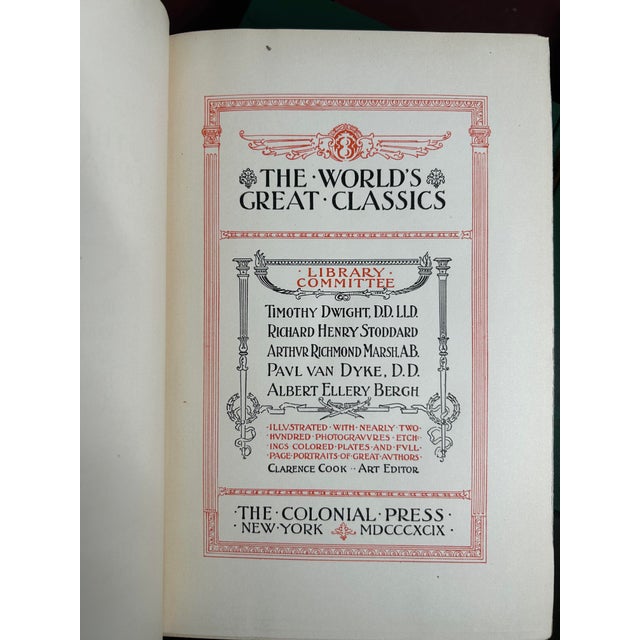 THE · WORLD'S
GREAT · CLASSICS
· LIBRARY ·
COMMITTEE
TIMOTHY DWIGHT, D.D. LL.D.
RICHARD HENRY STODDARD
ARTHVR RICHMOND MARSH, A.B.
PAVL VAN DYKE, D.D.
ALBERT ELLERY BERGH
·ILLVSTRATED·WITH·NEARLY·TWO·
·HVNDRED·PHOTOGRAVVRES·ETCH·
·INGS·COLORED·PLATES·AND·FVLL·
·PAGE·PORTRAITS·OF·GREAT·AVTHORS·
CLARENCE COOK ·· ART EDITOR
· THE · COLONIAL · PRESS ·
· NEW · YORK MDCCCXCIX ·